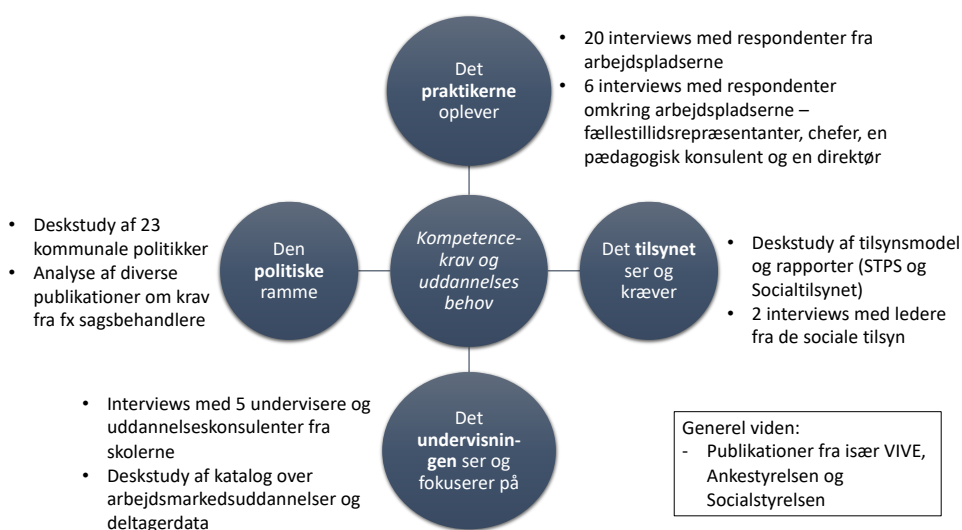 Det
praktikerne
oplever
• 20 interviews med respondenter fra
arbejdspladserne
• 6 interviews med respondenter
omkring arbejdspladserne –
fællestillidsrepræsentanter, chefer, en
pædagogisk konsulent og en direktør
• Deskstudy af 23
kommunale politikker
• Analyse af diverse
publikationer om krav
fra fx sagsbehandlere
Den
politiske
ramme
Kompetence-
krav og
uddannelses
behov
Det tilsynet
ser og
kræver
• Deskstudy af tilsynsmodel
og rapporter (STPS og
Socialtilsynet)
• 2 interviews med ledere
fra de sociale tilsyn
• Interviews med 5 undervisere og
uddannelseskonsulenter fra
skolerne
• Deskstudy af katalog over
arbejdsmarkedsuddannelser og
deltagerdata
Det
undervisnin-
gen ser og
fokuserer på
Generel viden:
- Publikationer fra især VIVE,
Ankestyrelsen og
Socialstyrelsen